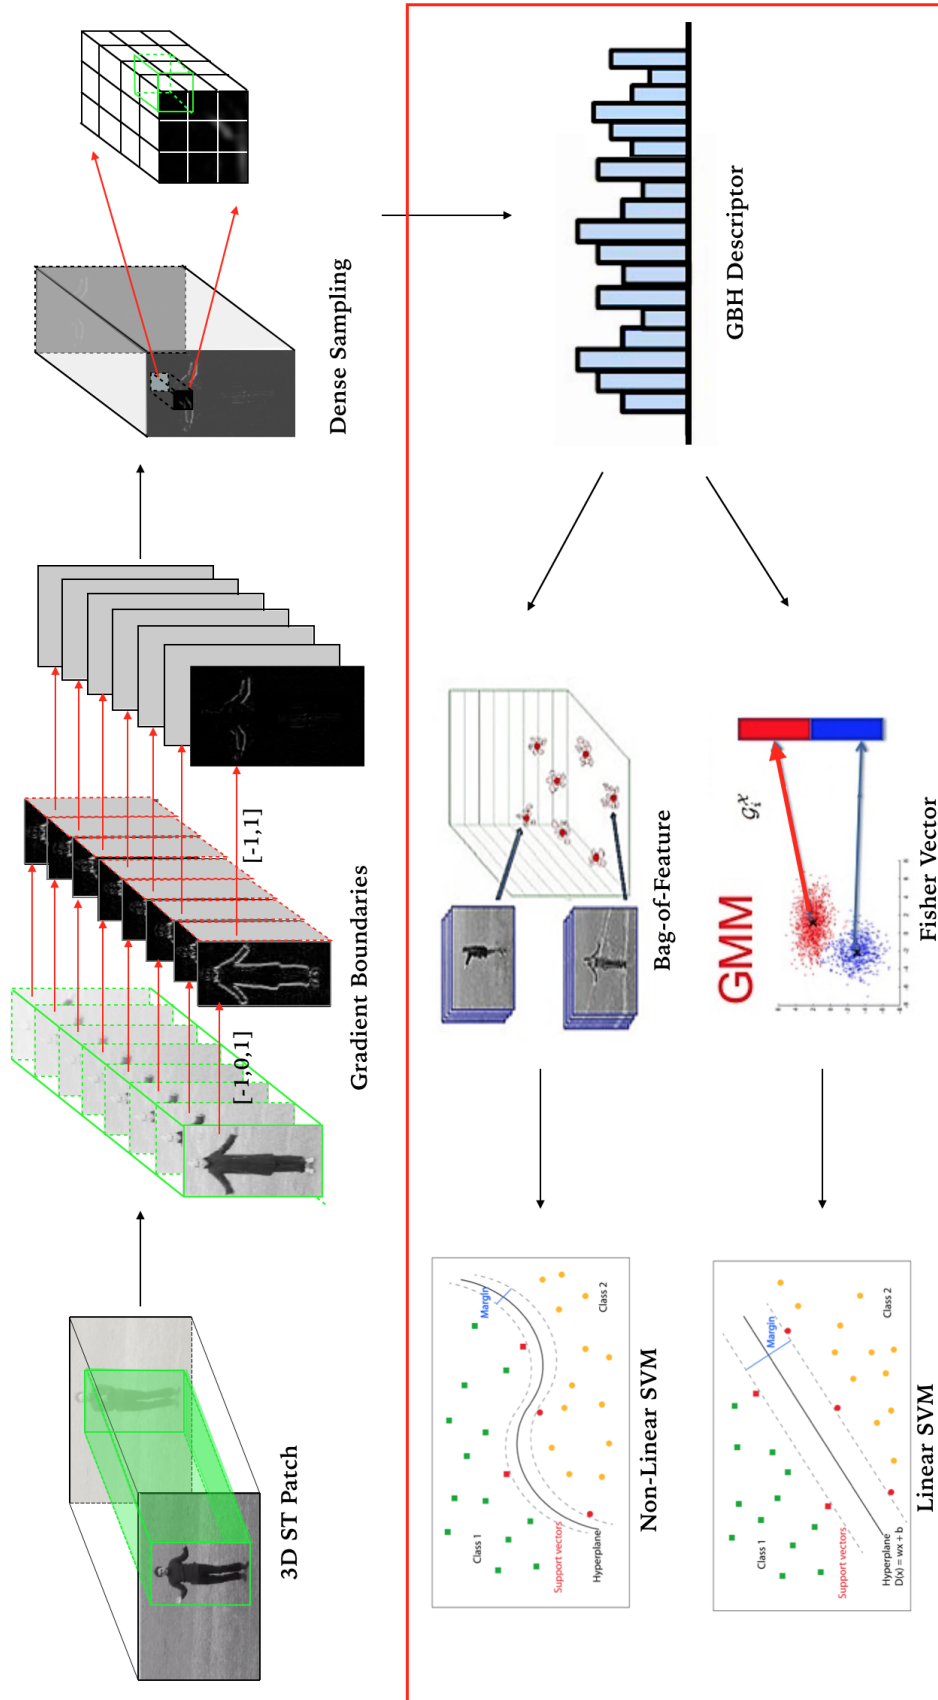 3D ST Patch
[-1,0,1]
[-1,1]
Gradient Boundaries
Dense Sampling
GBH Descriptor
Bag-of-Feature
GMM
𝒢ᵢˣ
Fisher Vector
Class 1
Margin
Class 2
Support vectors
Hyperplane
Non-Linear SVM
Class 1
Margin
Class 2
Support vectors
Hyperplane
D(x) = wx + b
Linear SVM